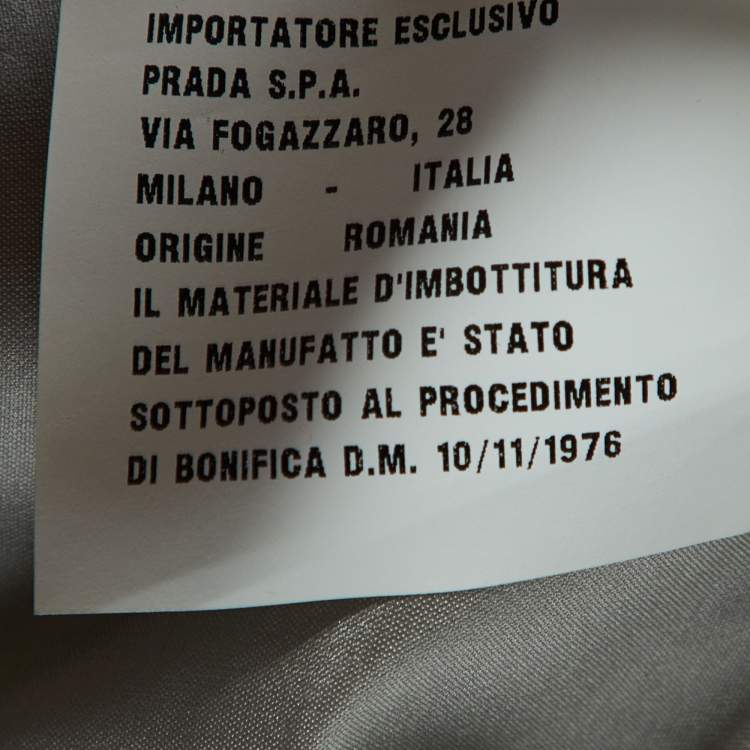 IMPORTATORE ESCLUSIVO
PRADA S.P.A.
VIA FOGAZZARO, 28
MILANO - ITALIA
ORIGINE ROMANIA
IL MATERIALE D'IMBOTTITURA
DEL MANUFATTO E' STATO
SOTTOPOSTO AL PROCEDIMENTO
DI BONIFICA D.M. 10/11/1976